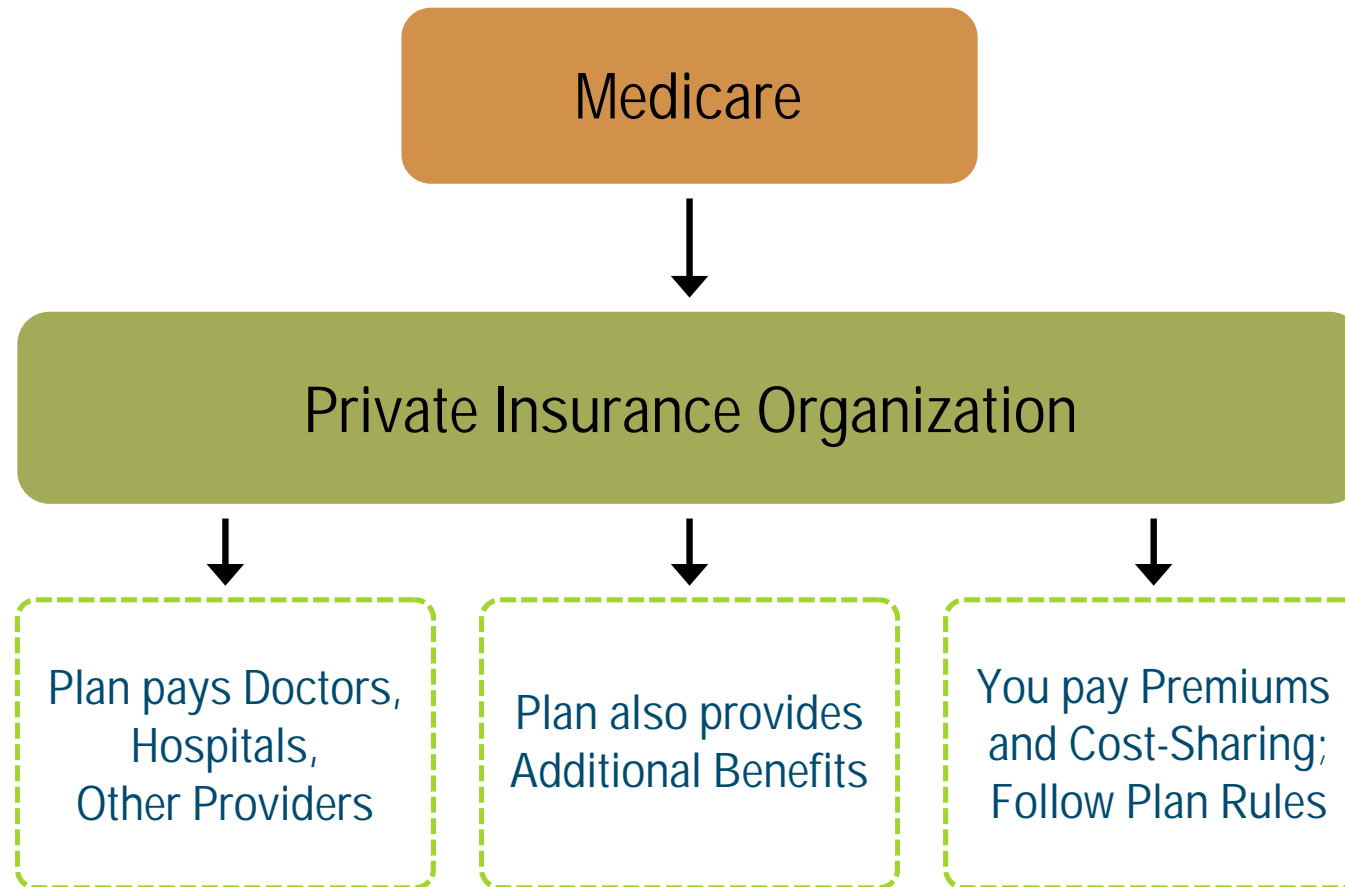 Medicare
Private Insurance Organization
Plan pays Doctors,
Hospitals,
Other Providers
Plan also provides
Additional Benefits
You pay Premiums
and Cost-Sharing;
Follow Plan Rules